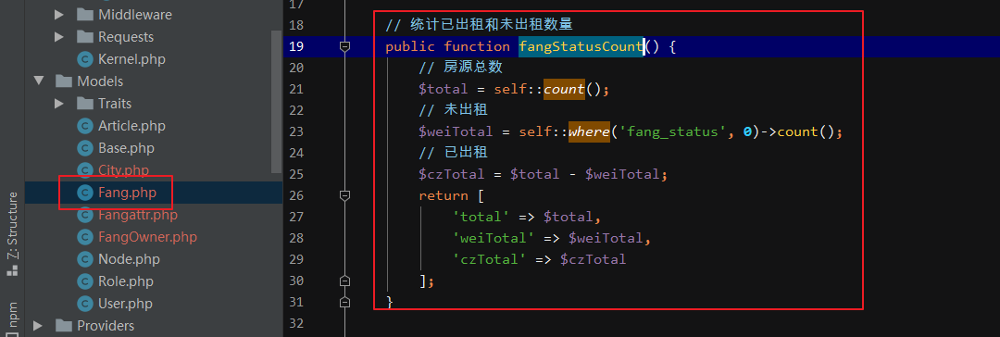 Middleware
Requests
Kernel.php
Models
Traits
Article.php
Base.php
City.php
Fang.php
Fangattr.php
FangOwner.php
Node.php
Role.php
User.php
Providers
Z: Structure
npm
17
18 // 统计已出租和未出租数量
19 public function fangStatusCount() {
20 // 房源总数
21 $total = self::count();
22 // 未出租
23 $weiTotal = self::where('fang_status', 0)->count();
24 // 已出租
25 $czTotal = $total - $weiTotal;
26 return [
27 'total' => $total,
28 'weiTotal' => $weiTotal,
29 'czTotal' => $czTotal
30 ];
31 }
32